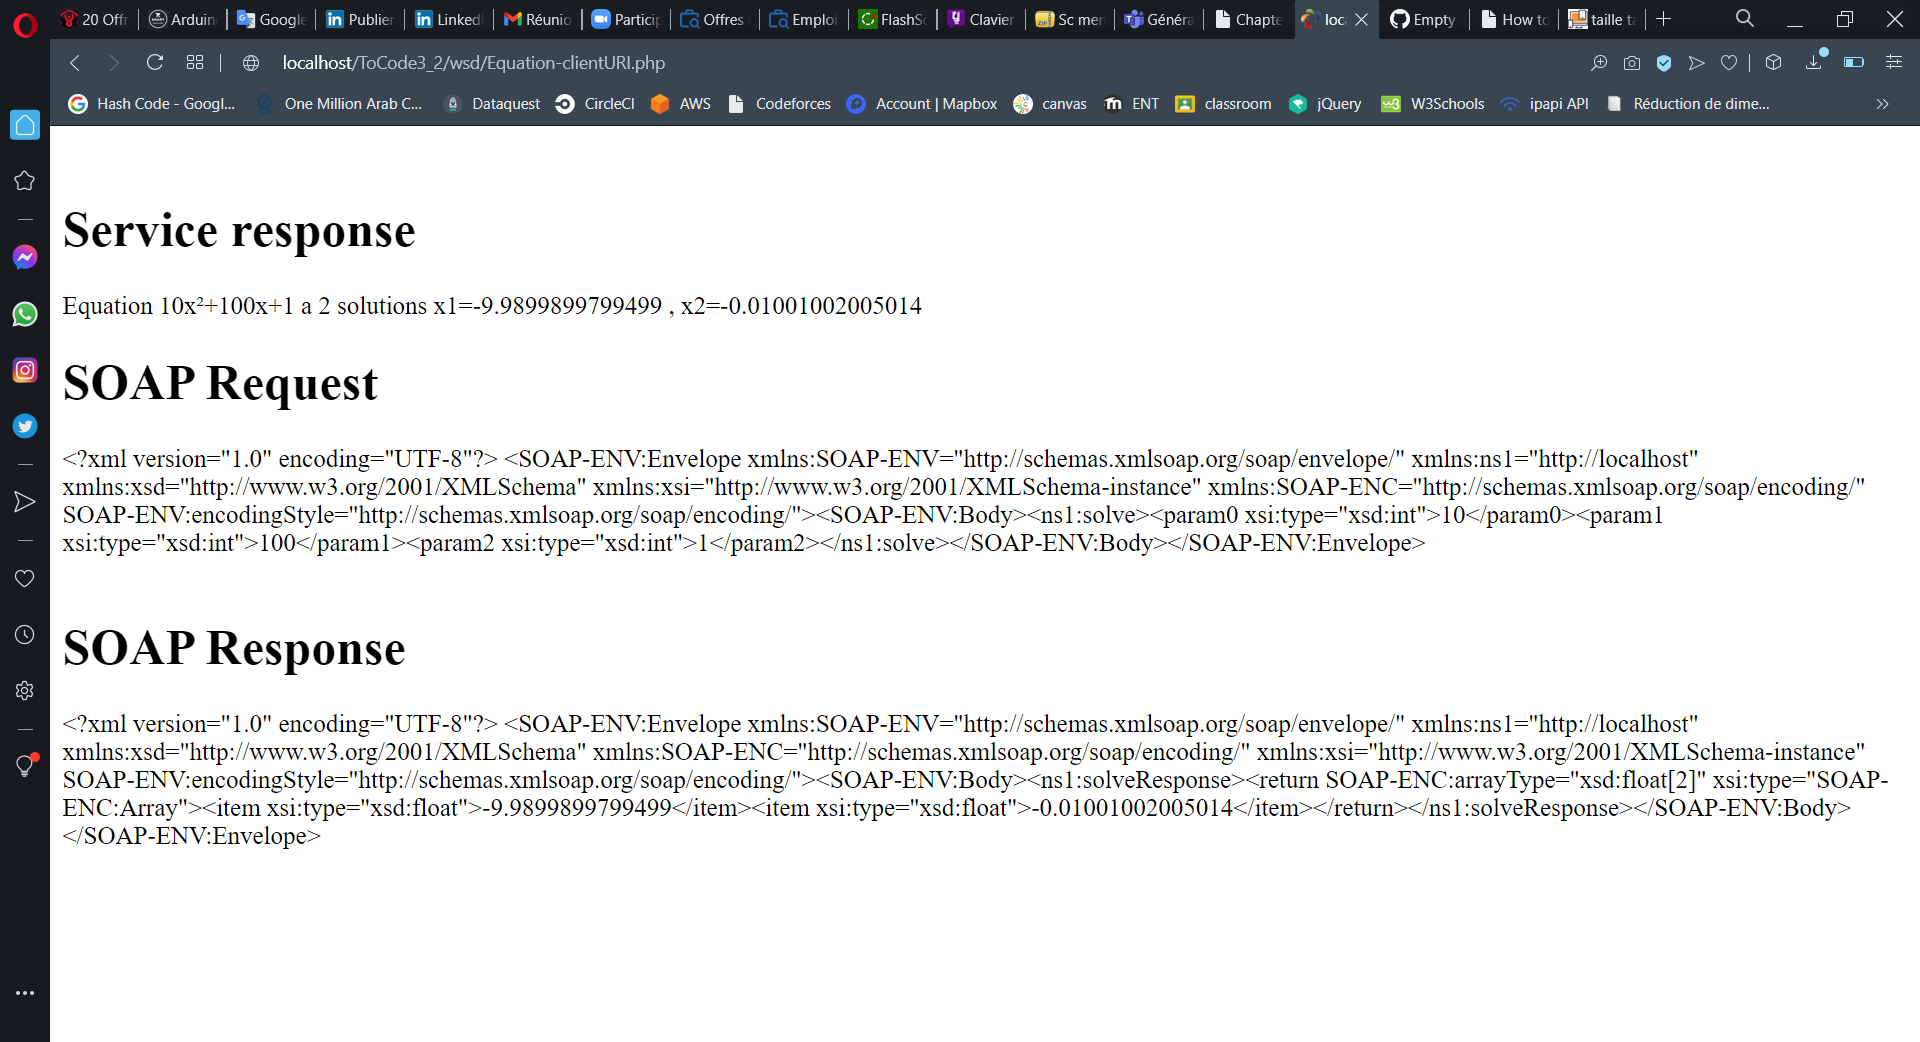 20 Offr
Arduin
Google
Publier
LinkedI
Réunio
Particip
Offres
Emploi
FlashSc
Clavier
Sc mer
Généra
Chapte
loc
Empty
How to
taille ta
localhost/ToCode3_2/wsd/Equation-clientURI.php
Hash Code - Googl...
One Million Arab C...
Dataquest
CircleCI
AWS
Codeforces
Account | Mapbox
canvas
ENT
classroom
jQuery
W3Schools
ipapi API
Réduction de dime...
Service response
Equation 10x²+100x+1 a 2 solutions x1=-9.9899899799499 , x2=-0.01001002005014
SOAP Request
<?xml version="1.0" encoding="UTF-8"?> <SOAP-ENV:Envelope xmlns:SOAP-ENV="http://schemas.xmlsoap.org/soap/envelope/" xmlns:ns1="http://localhost"
xmlns:xsd="http://www.w3.org/2001/XMLSchema" xmlns:xsi="http://www.w3.org/2001/XMLSchema-instance" xmlns:SOAP-ENC="http://schemas.xmlsoap.org/soap/encoding/"
SOAP-ENV:encodingStyle="http://schemas.xmlsoap.org/soap/encoding/"><SOAP-ENV:Body><ns1:solve><param0 xsi:type="xsd:int">10</param0><param1
xsi:type="xsd:int">100</param1><param2 xsi:type="xsd:int">1</param2></ns1:solve></SOAP-ENV:Body></SOAP-ENV:Envelope>
SOAP Response
<?xml version="1.0" encoding="UTF-8"?> <SOAP-ENV:Envelope xmlns:SOAP-ENV="http://schemas.xmlsoap.org/soap/envelope/" xmlns:ns1="http://localhost"
xmlns:xsd="http://www.w3.org/2001/XMLSchema" xmlns:SOAP-ENC="http://schemas.xmlsoap.org/soap/encoding/" xmlns:xsi="http://www.w3.org/2001/XMLSchema-instance"
SOAP-ENV:encodingStyle="http://schemas.xmlsoap.org/soap/encoding/"><SOAP-ENV:Body><ns1:solveResponse><return SOAP-ENC:arrayType="xsd:float[2]" xsi:type="SOAP-
ENC:Array"><item xsi:type="xsd:float">-9.9899899799499</item><item xsi:type="xsd:float">-0.01001002005014</item></return></ns1:solveResponse></SOAP-ENV:Body>
</SOAP-ENV:Envelope>